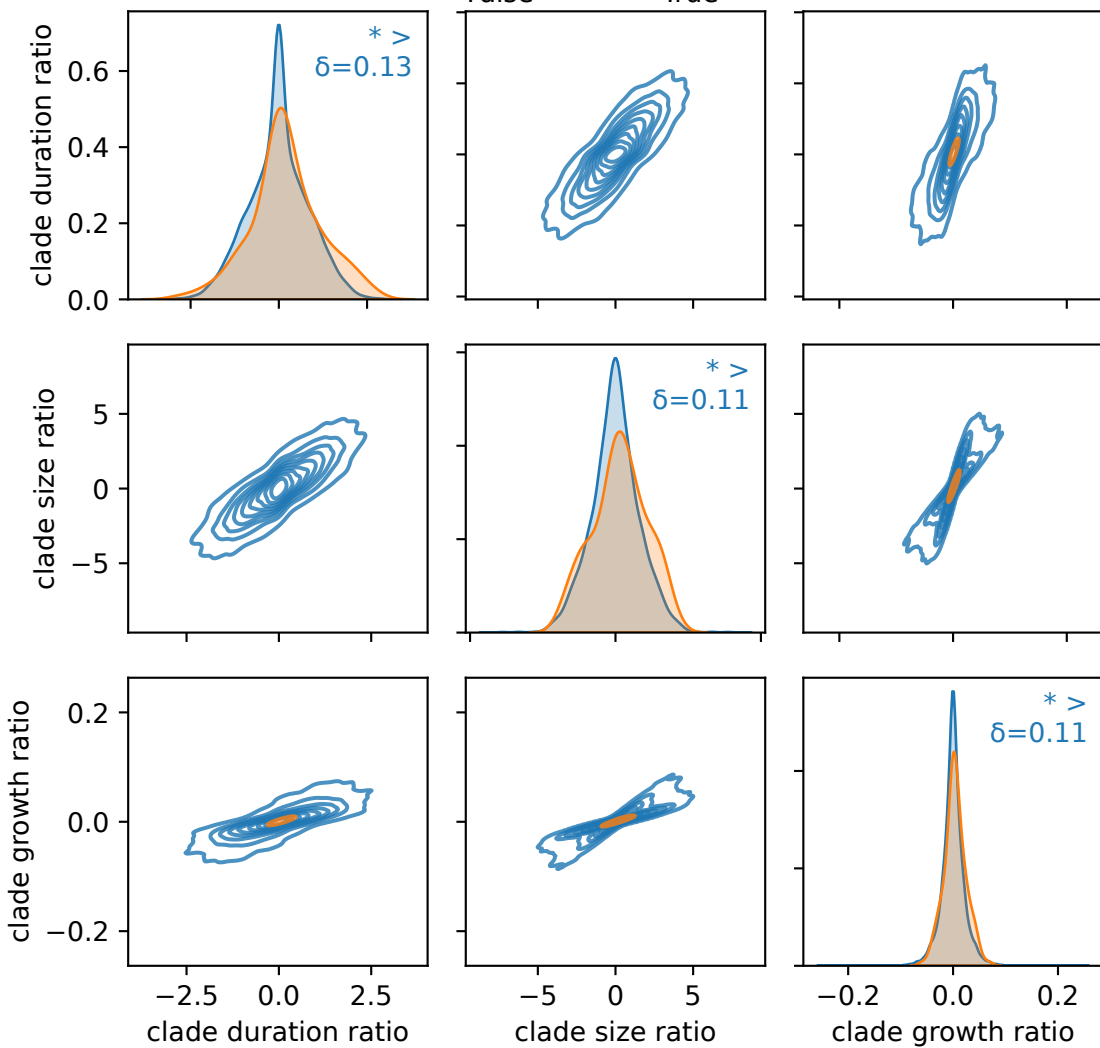 clade duration ratio
0.6
0.4
0.2
0.0
* >
δ=0.13
clade size ratio
5
0
−5
* >
δ=0.11
clade growth ratio
0.2
0.0
−0.2
* >
δ=0.11
−2.5 0.0 2.5
−5 0 5
−0.2 0.0 0.2
clade duration ratio
clade size ratio
clade growth ratio